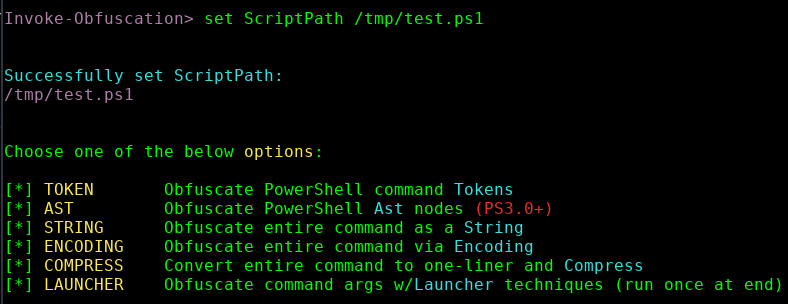 Invoke-Obfuscation> set ScriptPath /tmp/test.ps1
Successfully set ScriptPath:
/tmp/test.ps1
Choose one of the below options:
[*] TOKEN Obfuscate PowerShell command Tokens
[*] AST Obfuscate PowerShell Ast nodes (PS3.0+)
[*] STRING Obfuscate entire command as a String
[*] ENCODING Obfuscate entire command via Encoding
[*] COMPRESS Convert entire command to one-liner and Compress
[*] LAUNCHER Obfuscate command args w/Launcher techniques (run once at end)